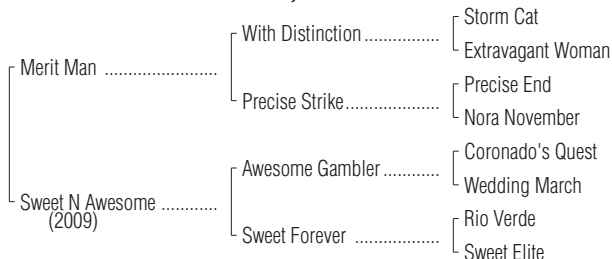 Storm Cat
With Distinction................
Extravagant Woman
Merit Man ........................
Precise End
Precise Strike....................
Nora November
Coronado's Quest
Awesome Gambler............
Wedding March
Sweet N Awesome ............
(2009)
Rio Verde
Sweet Forever ..................
Sweet Elite